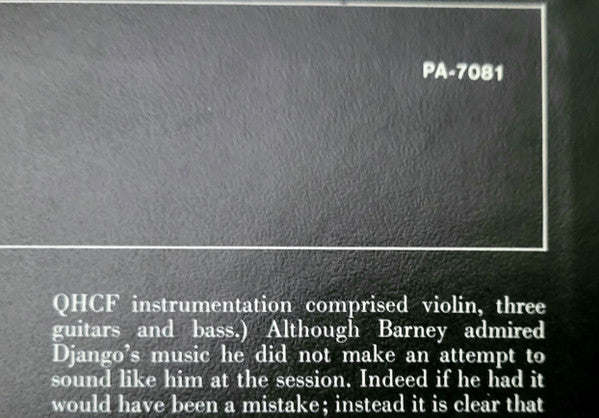 PA-7081
QHCF instrumentation comprised violin, three
guitars and bass.) Although Barney admired
Django's music he did not make an attempt to
sound like him at the session. Indeed if he had it
would have been a mistake; instead it is clear that